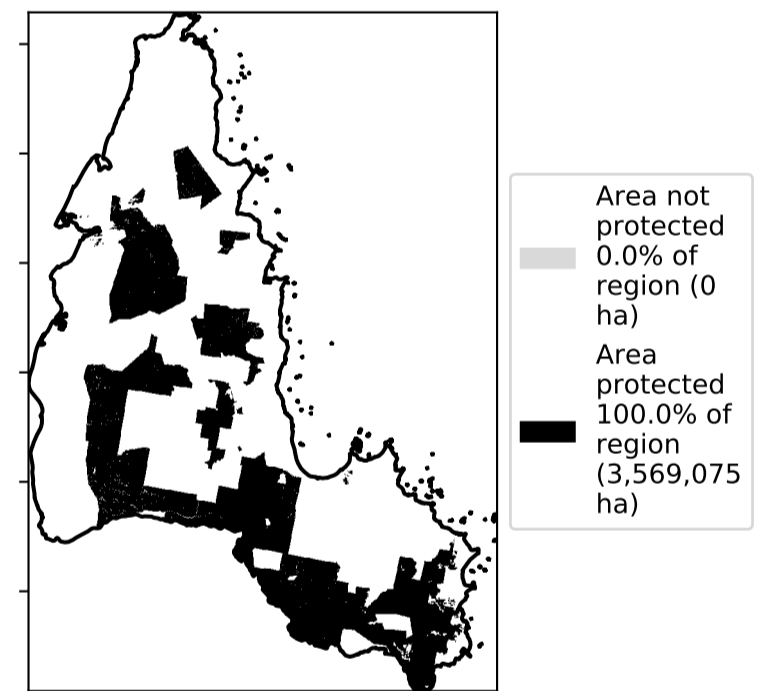 Area not
protected
0.0% of
region (0
ha)
Area
protected
100.0% of
region
(3,569,075
ha)